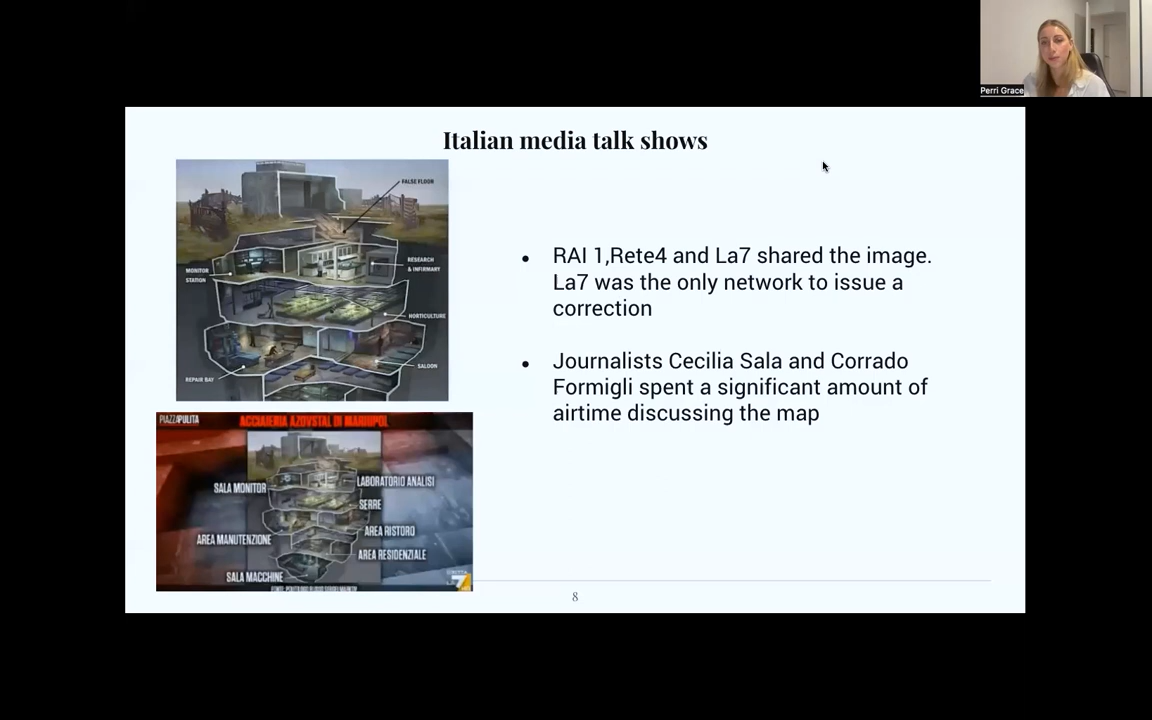 Perri Grace
Italian media talk shows
FALSE FLOOR
MONITOR
STATION
RESEARCH
& INFIRMARY
HORTICULTURE
SALOON
REPAIR BAY
RAI 1,Rete4 and La7 shared the image.
La7 was the only network to issue a
correction
Journalists Cecilia Sala and Corrado
Formigli spent a significant amount of
airtime discussing the map
PIAZZAPULITA
ACCIAIERIA AZOVSTAL DI MARIUPOL
SALA MONITOR
LABORATORIO ANALISI
SERRE
AREA RISTORO
AREA MANUTENZIONE
AREA RESIDENZIALE
SALA MACCHINE
7
8